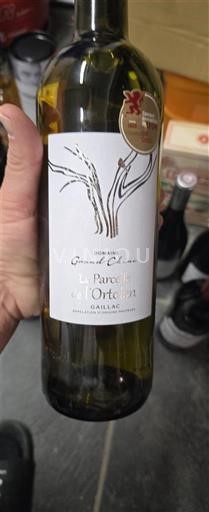 DOMAINE
Grand Chêne
La Parcelle
de l'Ortolan
GAILLAC
APPELLATION D'ORIGINE PROTÉGÉE